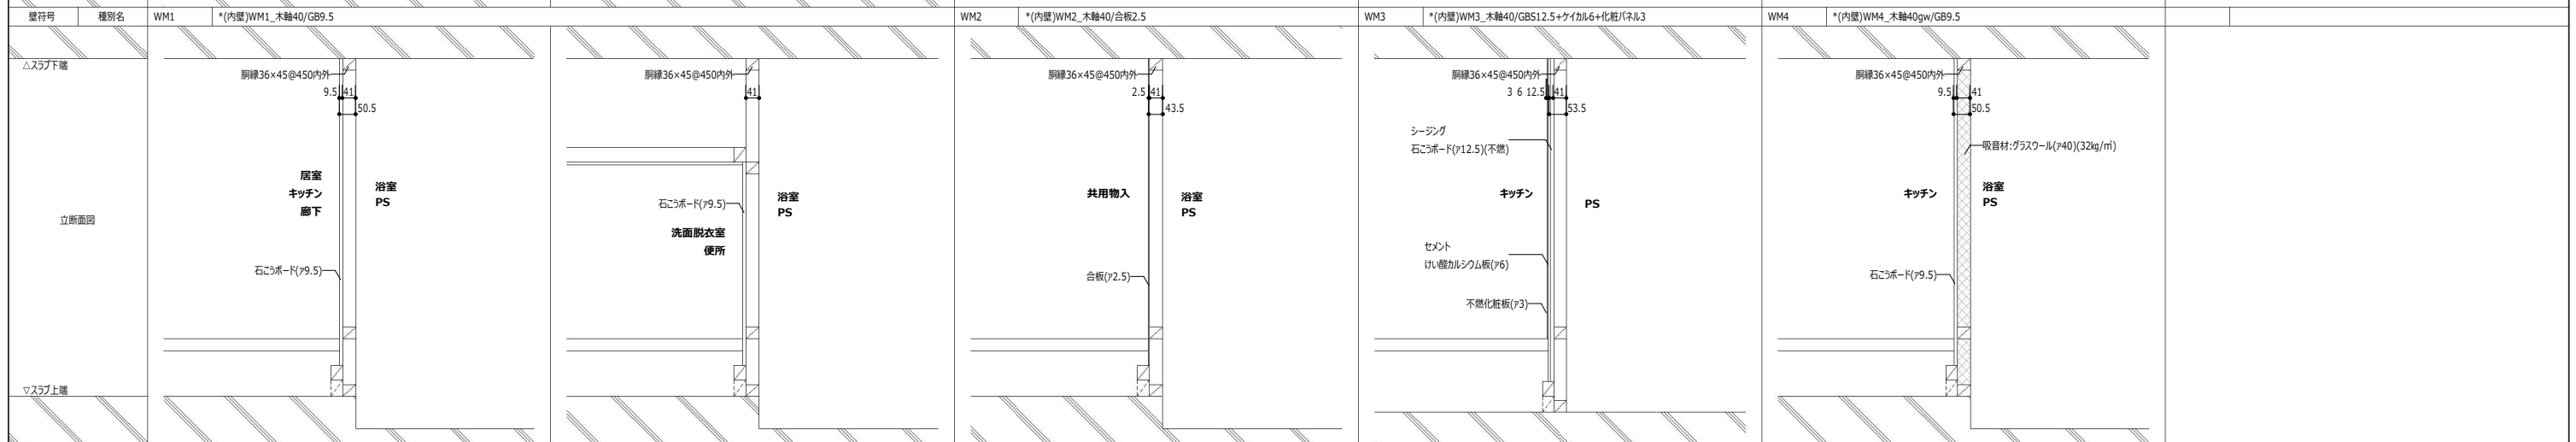 壁符号 種別名 WM1 *(内壁)WM1_木軸40/GB9.5 WM2 *(内壁)WM2_木軸40/合板2.5 WM3 *(内壁)WM3_木軸40/GBS12.5+ケイカル6+化粧パネル3 WM4 *(内壁)WM4_木軸40gw/GB9.5
△スラブ下端
立断面図
▽スラブ上端
胴縁36×45@450内外
9.5 41
50.5
居室
キッチン
廊下
浴室
PS
石こうボード(ｱ9.5)
胴縁36×45@450内外
41
石こうボード(ｱ9.5)
浴室
PS
洗面脱衣室
便所
胴縁36×45@450内外
2.5 41
43.5
共用物入
浴室
PS
合板(ｱ2.5)
胴縁36×45@450内外
3 6 12.5 41
53.5
シージング
石こうボード(ｱ12.5)(不燃)
キッチン
PS
セメント
けい酸カルシウム板(ｱ6)
不燃化粧板(ｱ3)
胴縁36×45@450内外
9.5 41
50.5
吸音材:グラスウール(ｱ40)(32kg/㎥)
キッチン
浴室
PS
石こうボード(ｱ9.5)